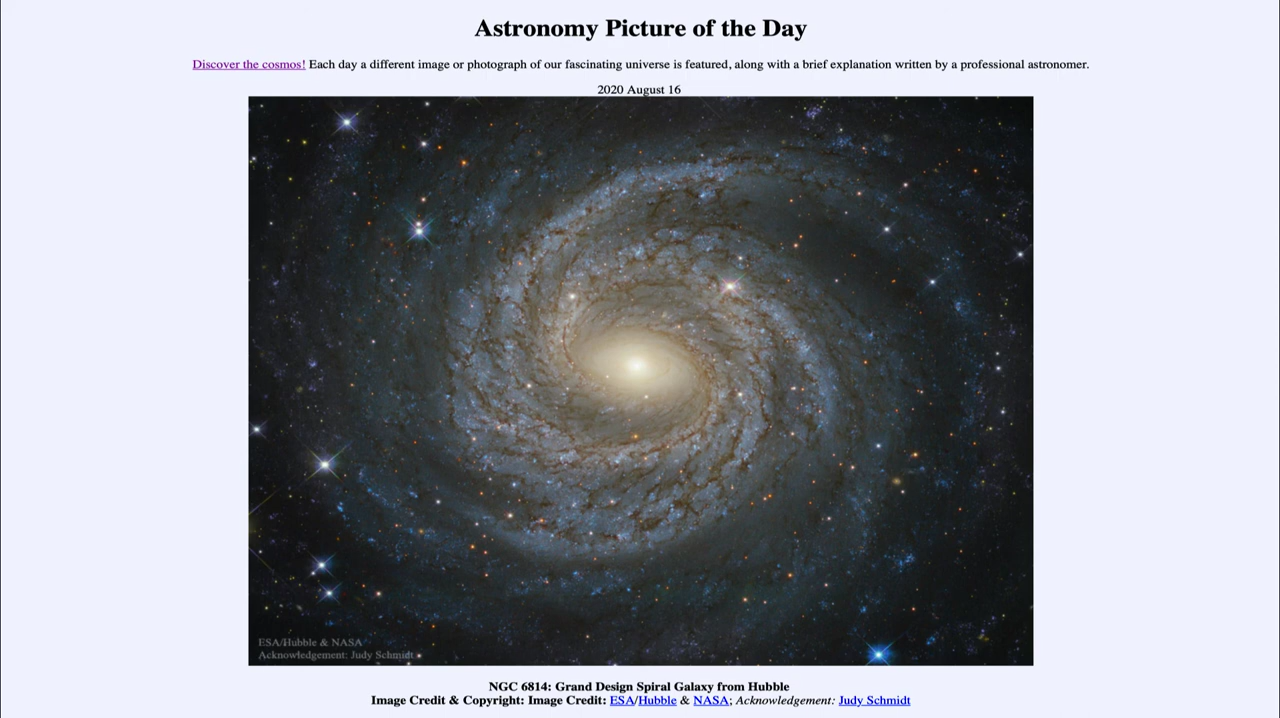 Astronomy Picture of the Day
Discover the cosmos! Each day a different image or photograph of our fascinating universe is featured, along with a brief explanation written by a professional astronomer.
2020 August 16
ESA/Hubble & NASA
Acknowledgement: Judy Schmidt
NGC 6814: Grand Design Spiral Galaxy from Hubble
Image Credit & Copyright: Image Credit: ESA/Hubble & NASA; Acknowledgement: Judy Schmidt